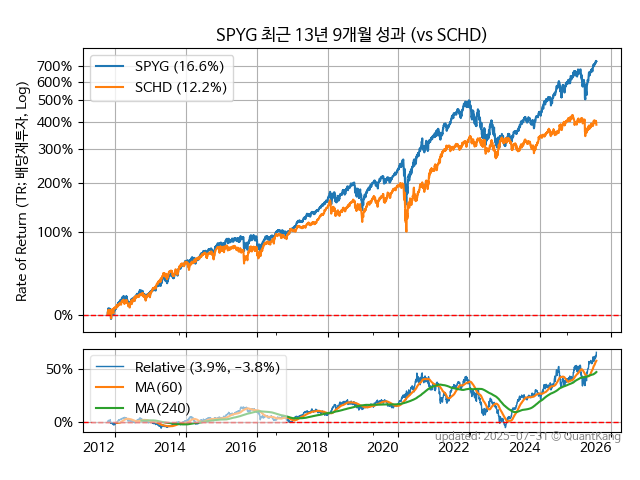 SPYG 최근 13년 9개월 성과 (vs SCHD)
Rate of Return (TR; 배당재투자, Log)
700%
600%
500%
400%
300%
200%
100%
0%
SPYG (16.6%)
SCHD (12.2%)
50%
0%
Relative (3.9%, −3.8%)
MA(60)
MA(240)
2012 2014 2016 2018 2020 2022 2024 2026
updated: 2025-07-31 © QuantKang